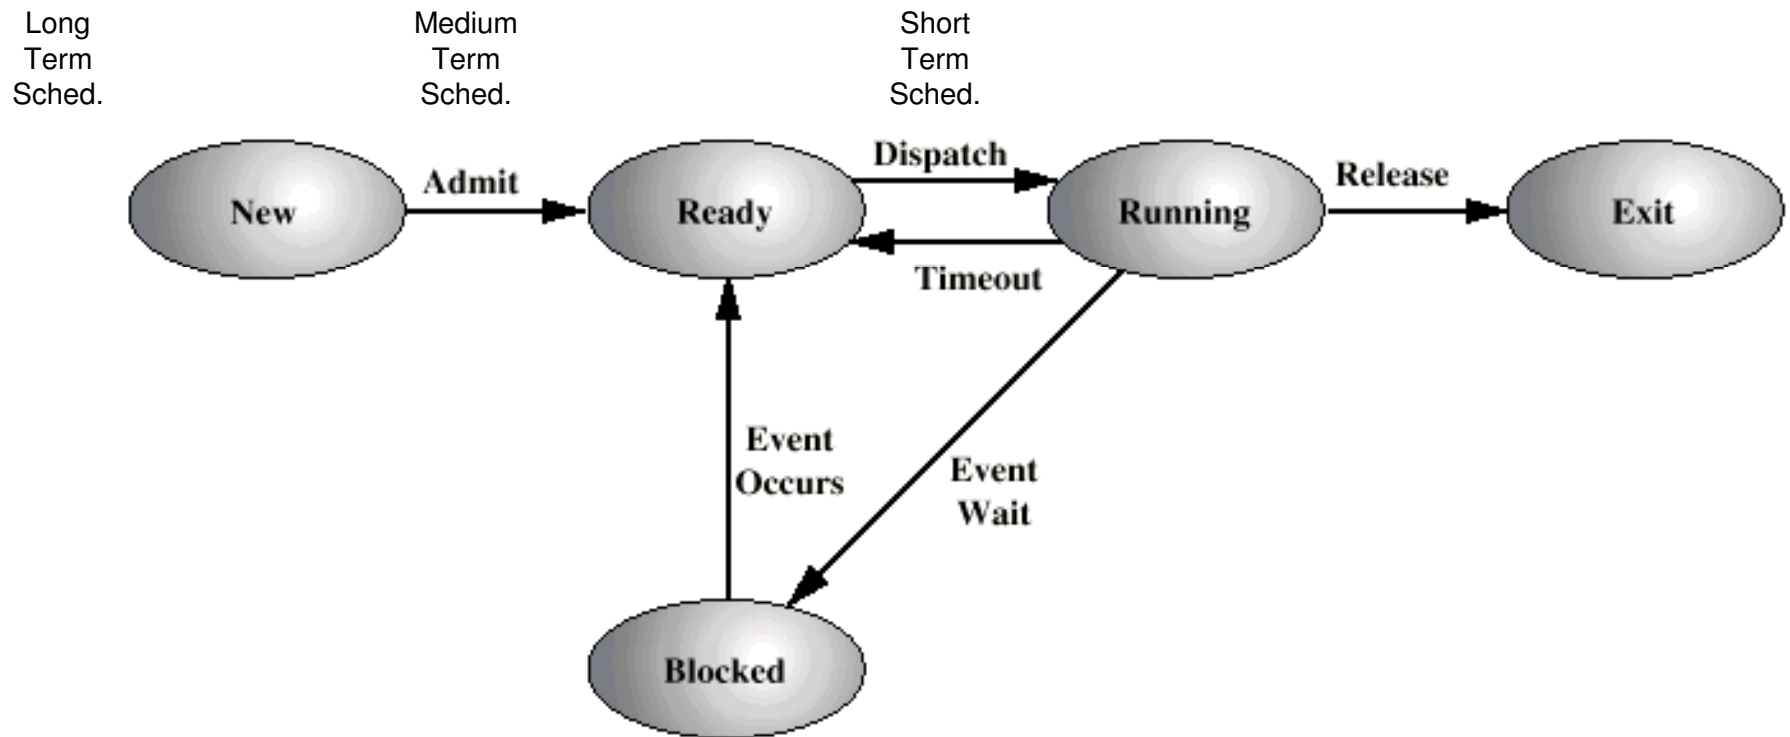 Long
Term
Sched.
Medium
Term
Sched.
Short
Term
Sched.
New
Admit
Ready
Dispatch
Timeout
Running
Release
Exit
Event
Occurs
Event
Wait
Blocked